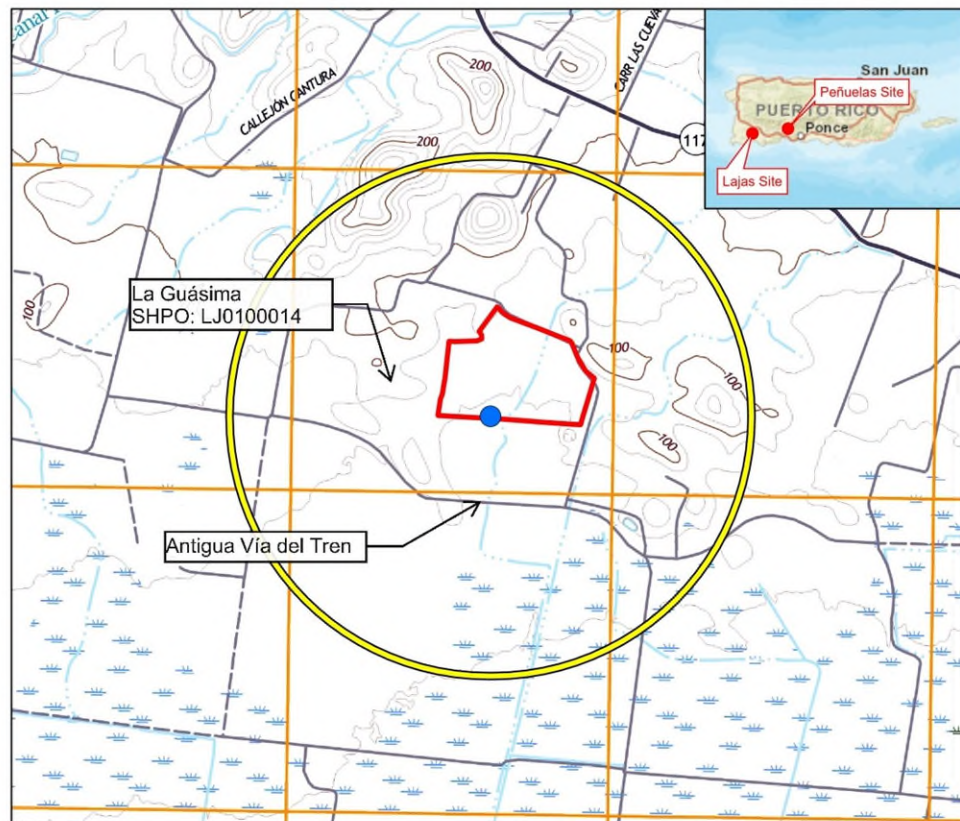 Canal
CALLEJÓN CANTURA
200
CARR LAS CUEVA
117
San Juan
Peñuelas Site
PUERTO RICO
Ponce
Lajas Site
200
La Guásima
SHPO: LJ0100014
100
100
100
100
Antigua Vía del Tren